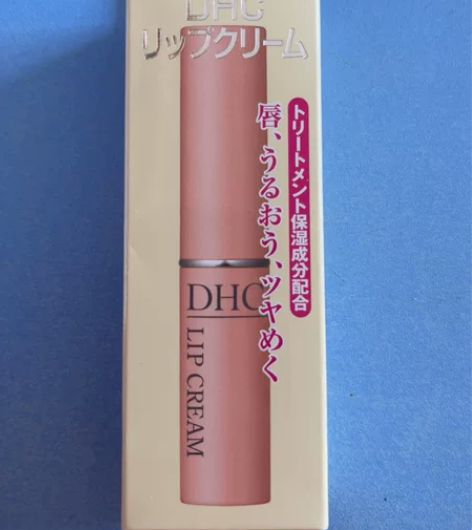 DHC
リップクリーム
トリートメント保湿成分配合
唇、うるおう、ツヤめく
DHC
LIP CREAM